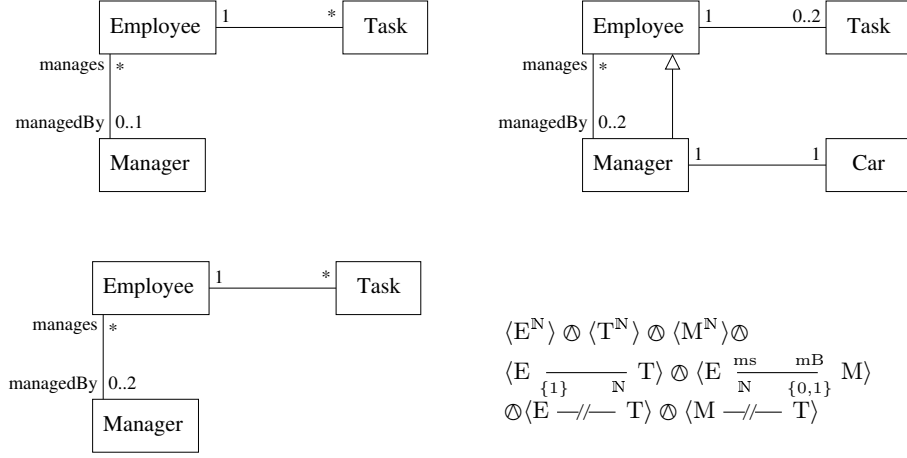 Employee 1 * Task
manages *
managedBy 0..1
Manager
Employee 1 0..2 Task
manages *
managedBy 0..2
Manager 1 1 Car
Employee 1 * Task
manages *
managedBy 0..2
Manager
⟨E^ℕ⟩ ⩀ ⟨T^ℕ⟩ ⩀ ⟨M^ℕ⟩⩀
⟨E {1} ℕ T⟩ ⩀ ⟨E ms ℕ mB {0,1} M⟩
⩀⟨E —//— T⟩ ⩀ ⟨M —//— T⟩